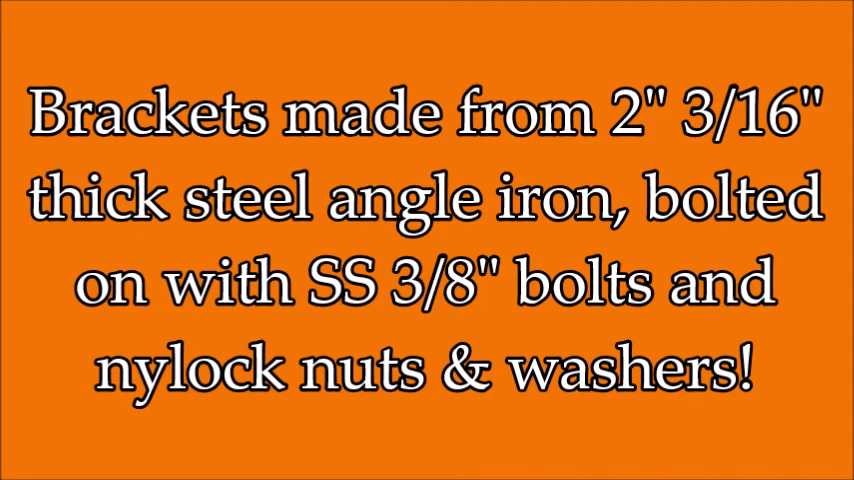 Brackets made from 2" 3/16"
thick steel angle iron, bolted
on with SS 3/8" bolts and
nylock nuts & washers!